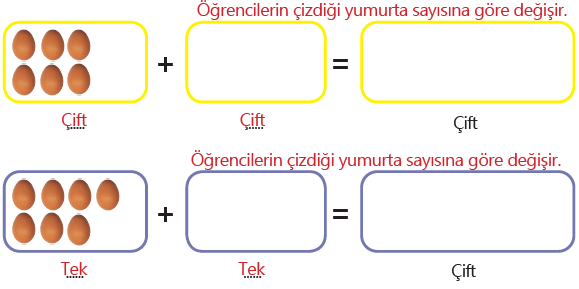 Öğrencilerin çizdiği yumurta sayısına göre değişir.
+ =
Çift Çift Çift
Öğrencilerin çizdiği yumurta sayısına göre değişir.
+ =
Tek Tek Çift